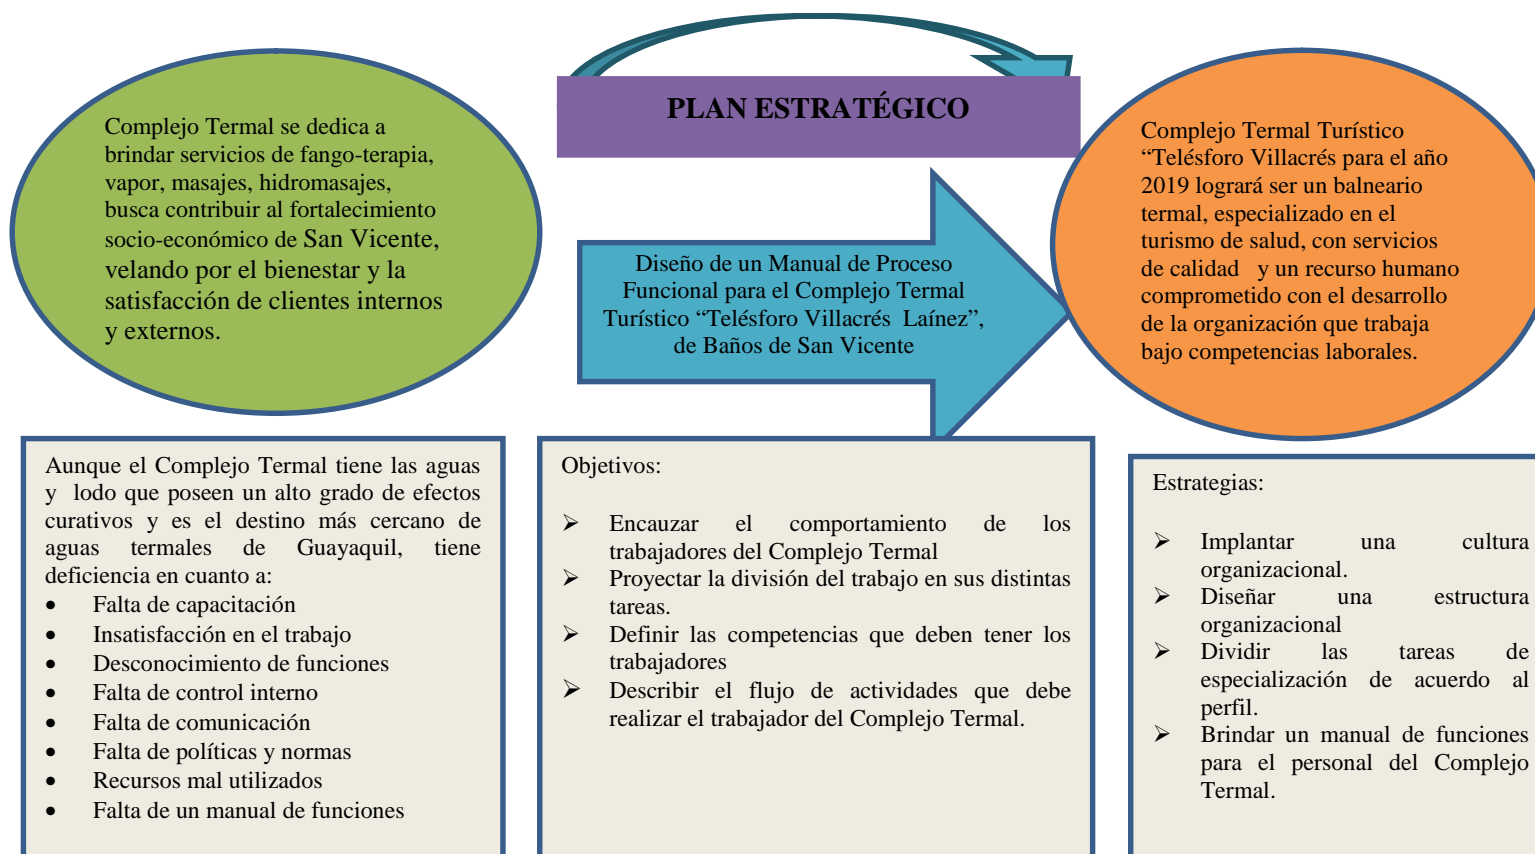 PLAN ESTRATÉGICO
Complejo Termal se dedica a
brindar servicios de fango-terapia,
vapor, masajes, hidromasajes,
busca contribuir al fortalecimiento
socio-económico de San Vicente,
velando por el bienestar y la
satisfacción de clientes internos
y externos.
Diseño de un Manual de Proceso
Funcional para el Complejo Termal
Turístico “Telésforo Villacrés  Laínez”,
de Baños de San Vicente
Complejo Termal Turístico
“Telésforo Villacrés para el año
2019 logrará ser un balneario
termal, especializado en el
turismo de salud, con servicios
de calidad   y un recurso humano
comprometido con el desarrollo
de la organización que trabaja
bajo competencias laborales.
Aunque el Complejo Termal tiene las aguas
y  lodo que poseen un alto grado de efectos
curativos y es el destino más cercano de
aguas termales de Guayaquil, tiene
deficiencia en cuanto a:
• Falta de capacitación
• Insatisfacción en el trabajo
• Desconocimiento de funciones
• Falta de control interno
• Falta de comunicación
• Falta de políticas y normas
• Recursos mal utilizados
• Falta de un manual de funciones
Objetivos:
➢ Encauzar el comportamiento de los
trabajadores del Complejo Termal
➢ Proyectar la división del trabajo en sus distintas
tareas.
➢ Definir las competencias que deben tener los
trabajadores
➢ Describir el flujo de actividades que debe
realizar el trabajador del Complejo Termal.
Estrategias:
➢ Implantar una cultura
organizacional.
➢ Diseñar una estructura
organizacional
➢ Dividir las tareas de
especialización de acuerdo al
perfil.
➢ Brindar un manual de funciones
para el personal del Complejo
Termal.